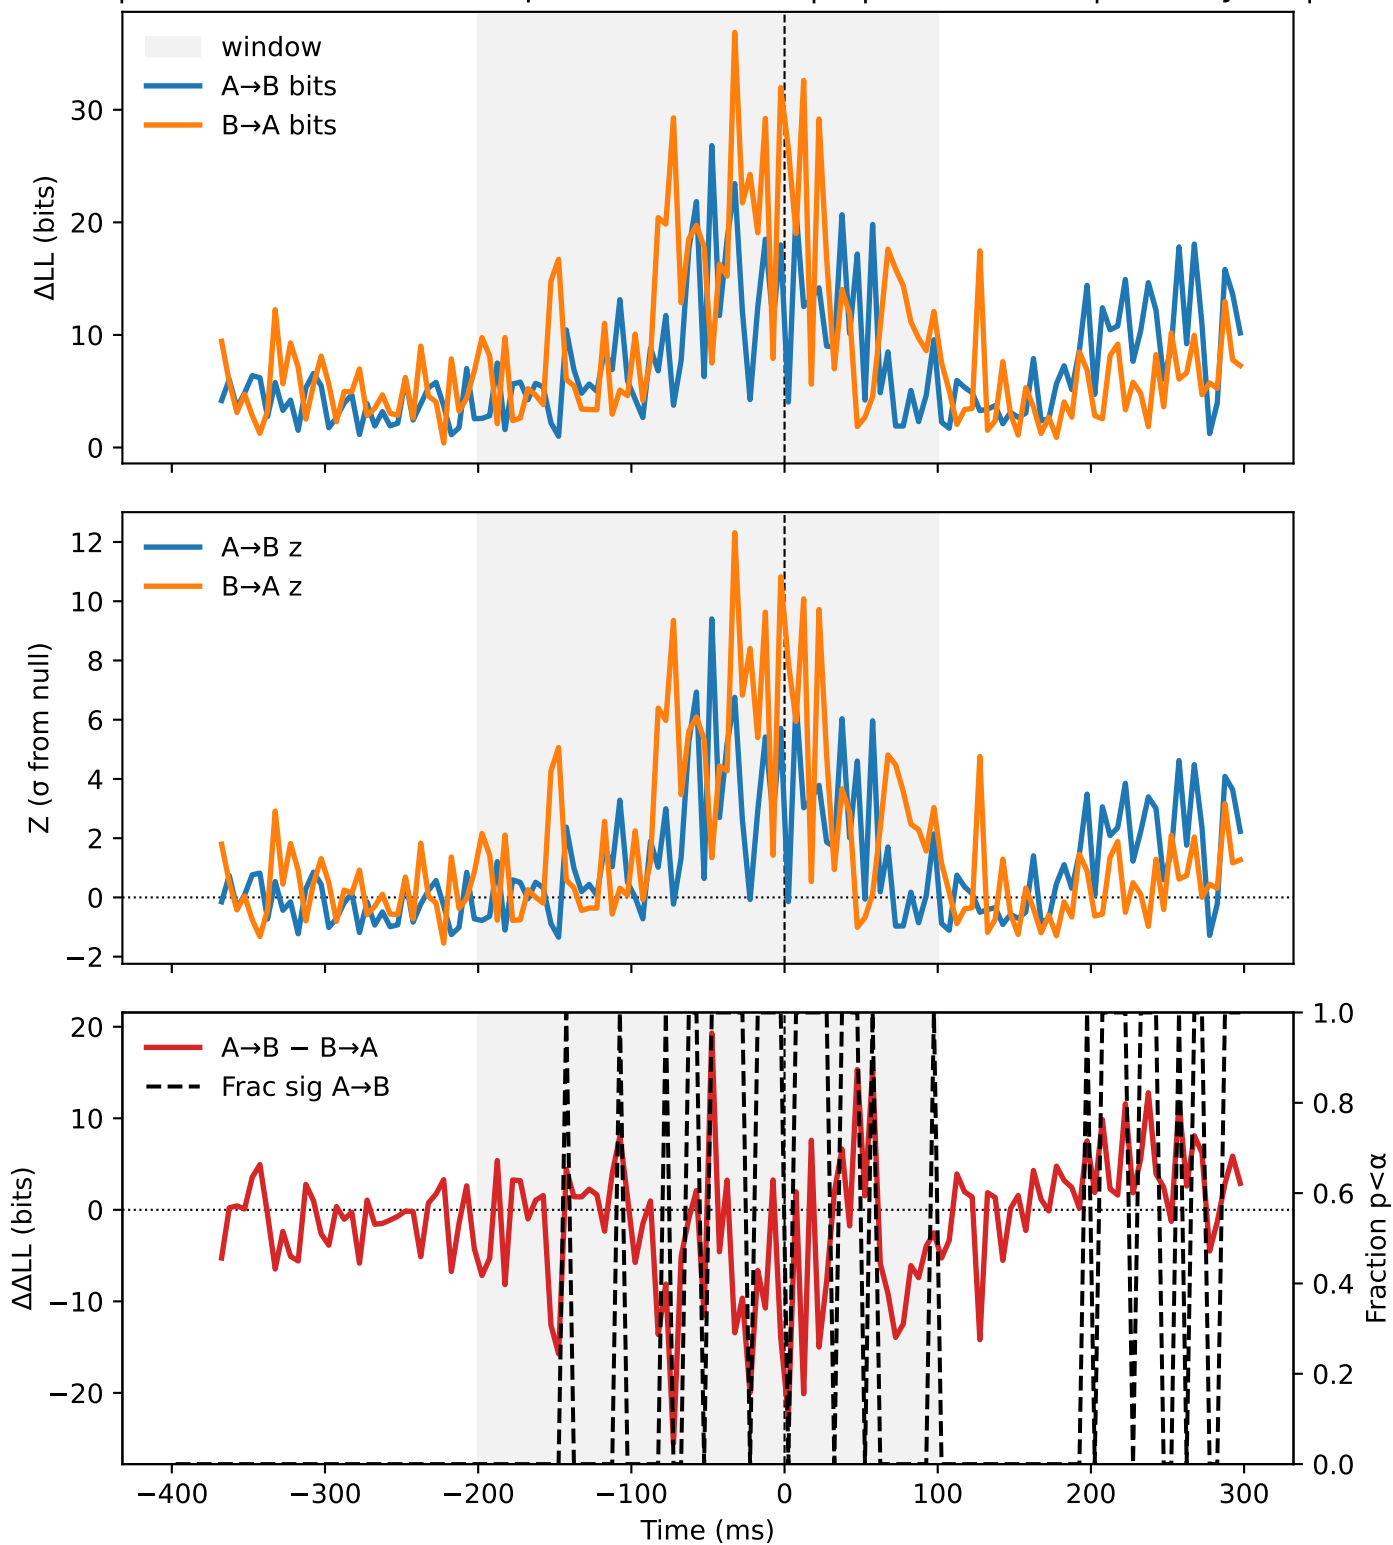 window
A→B bits
B→A bits
ΔLL (bits)
30
20
10
0
A→B z
B→A z
Z (σ from null)
12
10
8
6
4
2
0
−2
A→B − B→A
Frac sig A→B
ΔΔLL (bits)
20
10
0
−10
−20
1.0
0.8
0.6
0.4
0.2
0.0
Fraction p<α
−400
−300
−200
−100
0
100
200
300
Time (ms)